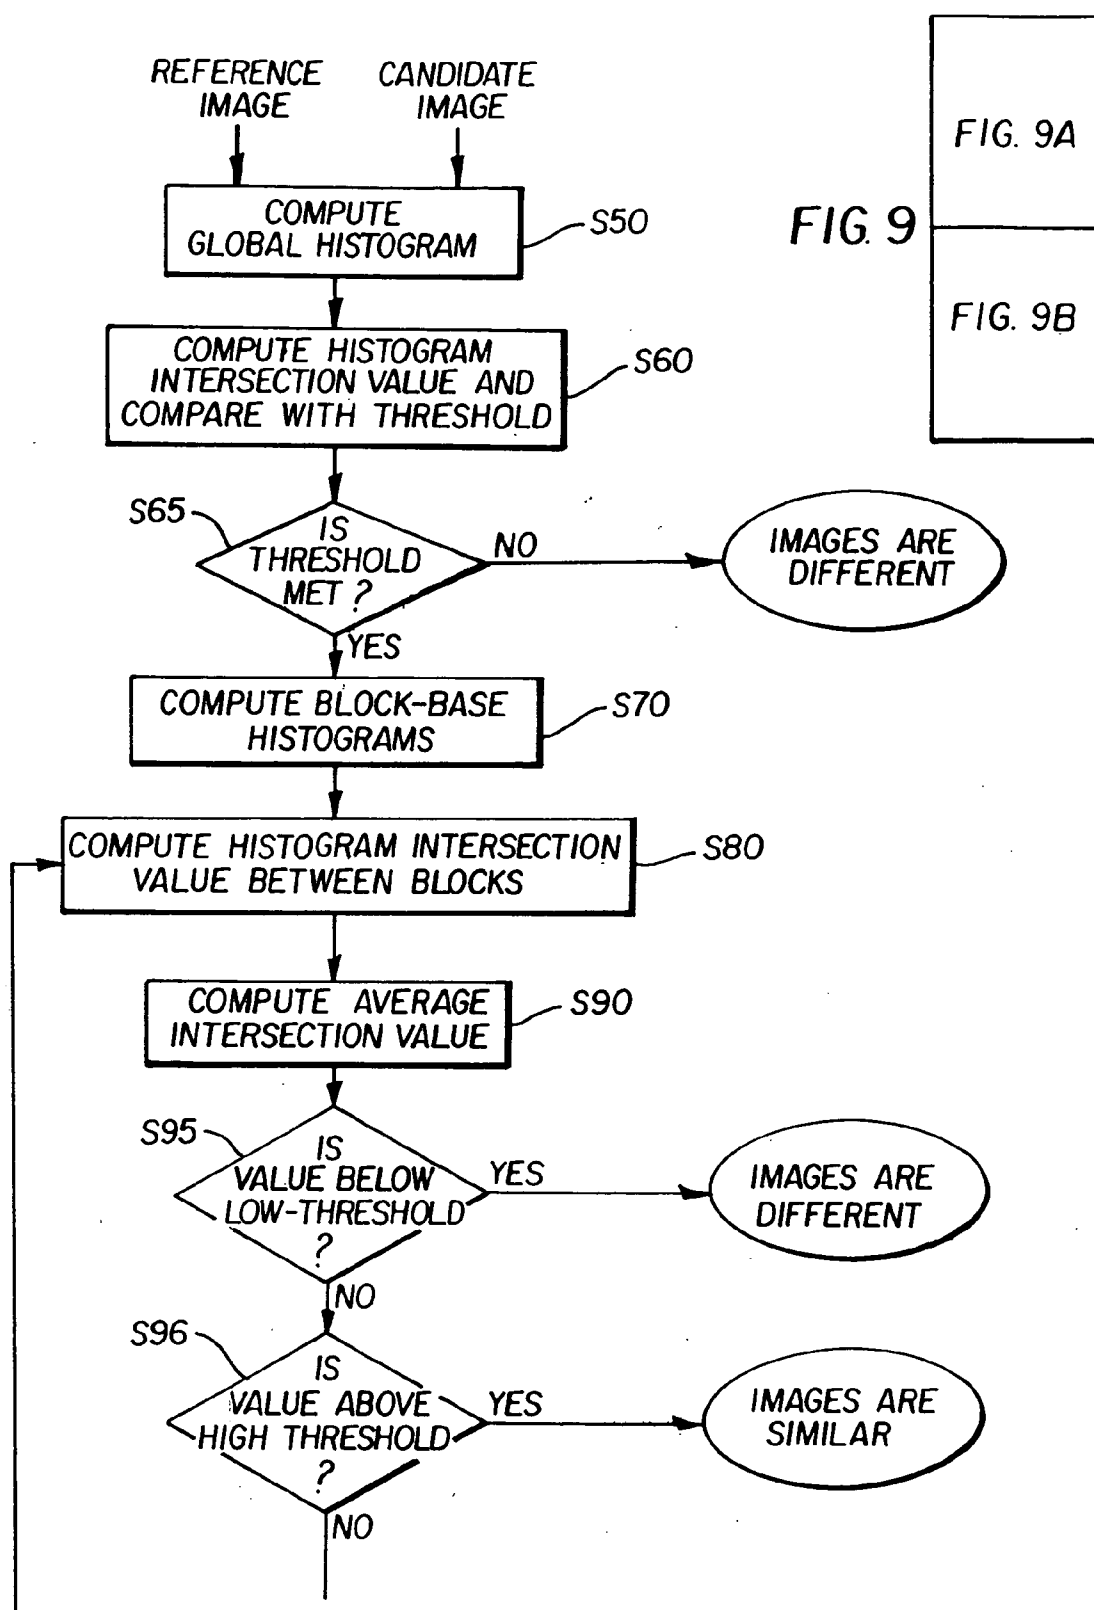 REFERENCE
IMAGE
CANDIDATE
IMAGE
COMPUTE
GLOBAL HISTOGRAM
S50
FIG. 9
FIG. 9A
FIG. 9B
COMPUTE HISTOGRAM
INTERSECTION VALUE AND
COMPARE WITH THRESHOLD
S60
S65
IS
THRESHOLD
MET ?
NO
IMAGES ARE
DIFFERENT
YES
COMPUTE BLOCK-BASE
HISTOGRAMS
S70
COMPUTE HISTOGRAM INTERSECTION
VALUE BETWEEN BLOCKS
S80
COMPUTE AVERAGE
INTERSECTION VALUE
S90
S95
IS
VALUE BELOW
LOW-THRESHOLD
?
YES
IMAGES ARE
DIFFERENT
NO
S96
IS
VALUE ABOVE
HIGH THRESHOLD
?
YES
IMAGES ARE
SIMILAR
NO